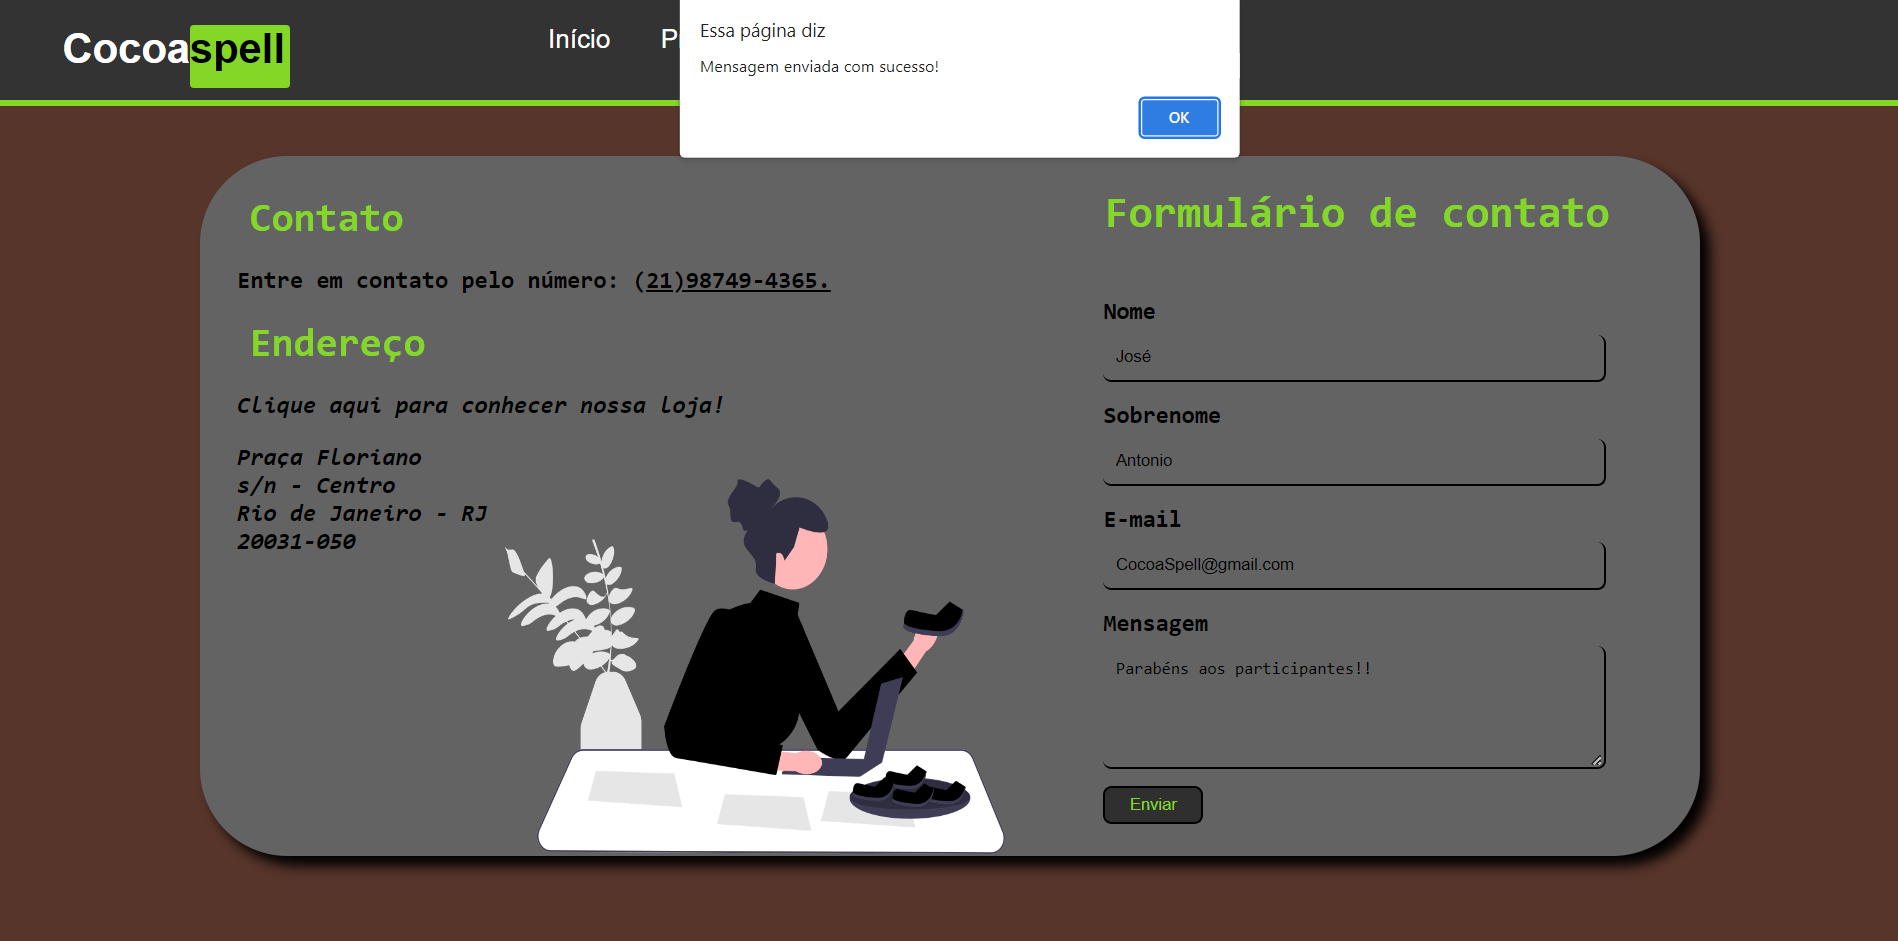 Cocoaspell
Início
Essa página diz
Mensagem enviada com sucesso!
OK
Contato
Entre em contato pelo número: (21)98749-4365.
Endereço
Clique aqui para conhecer nossa loja!
Praça Floriano
s/n - Centro
Rio de Janeiro - RJ
20031-050
Formulário de contato
Nome
José
Sobrenome
Antonio
E-mail
CocoaSpell@gmail.com
Mensagem
Parabéns aos participantes!!
Enviar